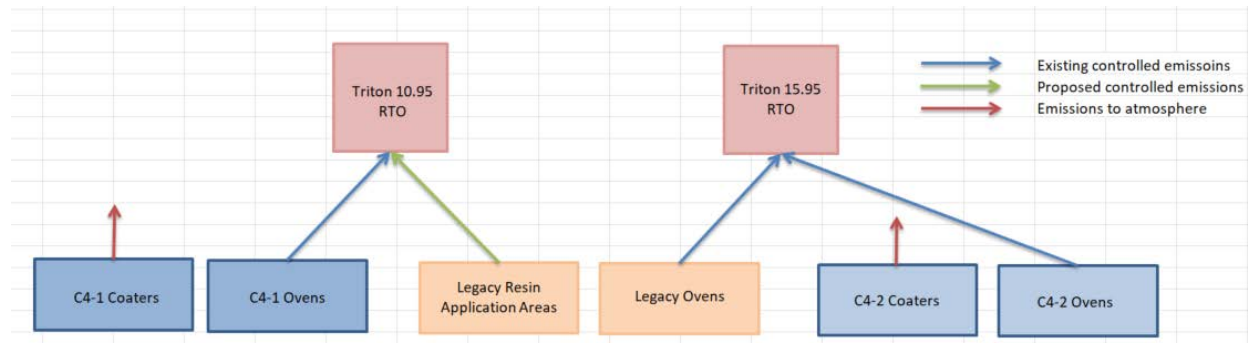 Triton 10.95
RTO
Triton 15.95
RTO
Existing controlled emissoins
Proposed controlled emissions
Emissions to atmosphere
C4-1 Coaters
C4-1 Ovens
Legacy Resin
Application Areas
Legacy Ovens
C4-2 Coaters
C4-2 Ovens